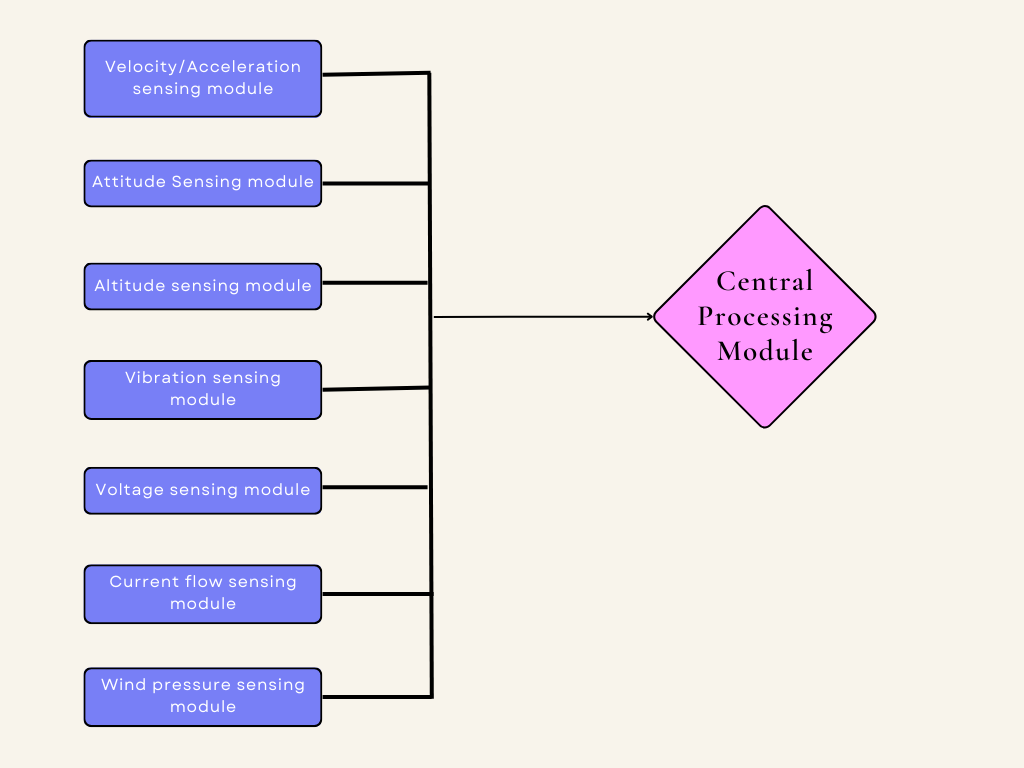 Velocity/Acceleration
sensing module
Attitude Sensing module
Altitude sensing module
Vibration sensing
module
Voltage sensing module
Current flow sensing
module
Wind pressure sensing
module
Central
Processing
Module